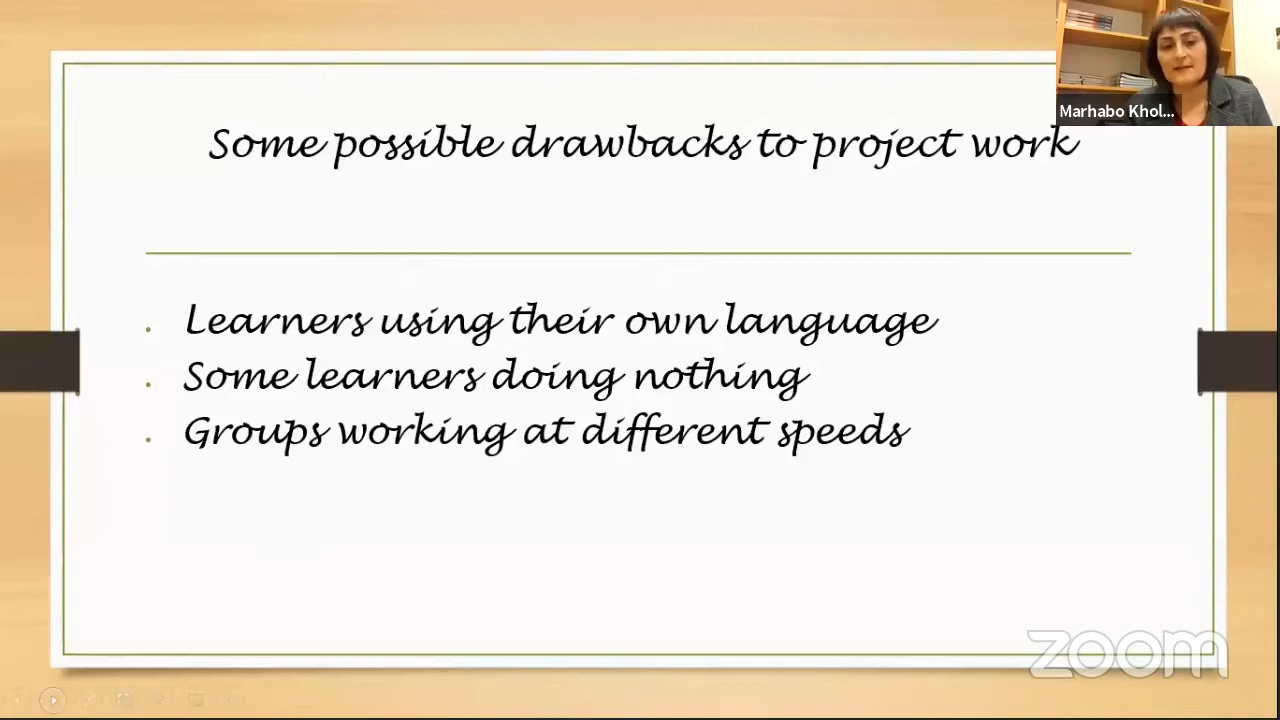 Marhabo Khol...
Some possible drawbacks to project work
Learners using their own language
Some learners doing nothing
Groups working at different speeds
zoom